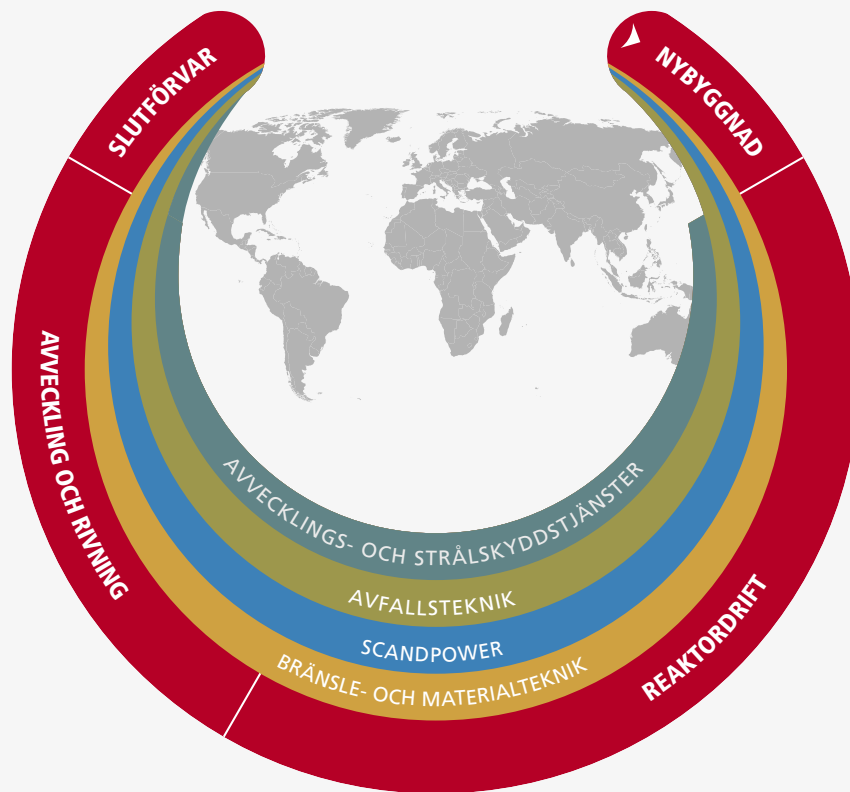 NYBYGGNAD
REAKTORDRIFT
AVVECKLING OCH RIVNING
SLUTFÖRVAR
AVVECKLINGS- OCH STRÅLSKYDDSTJÄNSTER
AVFALLSTEKNIK
SCANDPOWER
BRÄNSLE- OCH MATERIALTEKNIK